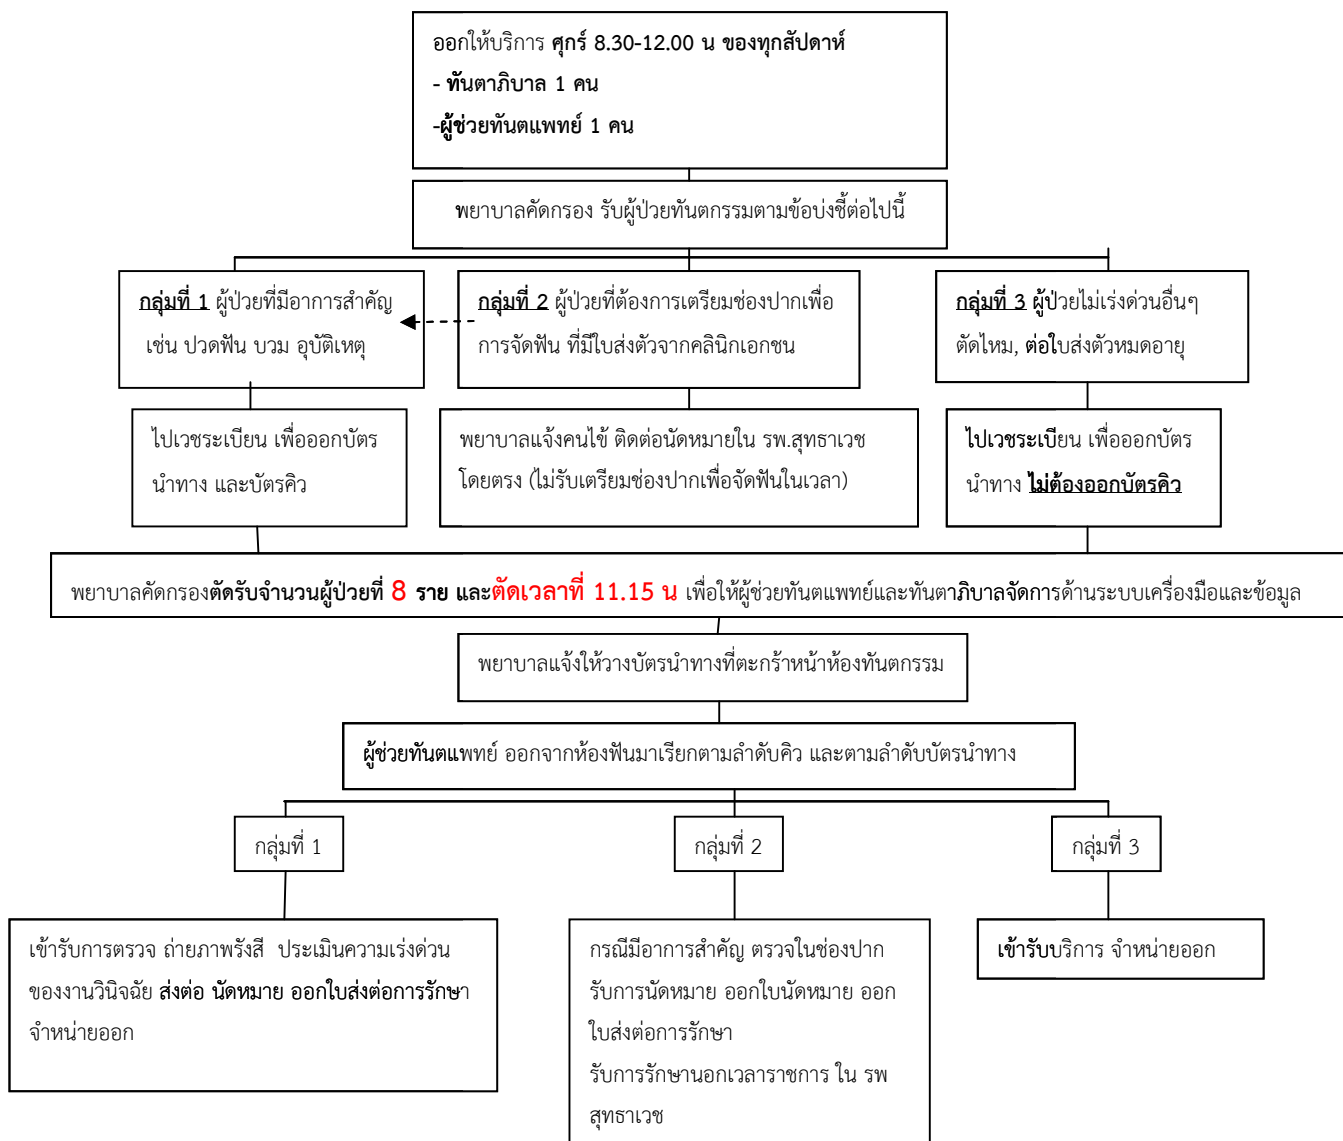 ออกให้บริการ ศุกร์ 8.30-12.00 น ของทุกสัปดาห์
- ทันตาภิบาล 1 คน
-ผู้ช่วยทันตแพทย์ 1 คน
พยาบาลคัดกรอง รับผู้ป่วยทันตกรรมตามข้อบ่งชี้ต่อไปนี้
กลุ่มที่ 1 ผู้ป่วยที่มีอาการสำคัญ
เช่น ปวดฟัน บวม อุบัติเหตุ
กลุ่มที่ 2 ผู้ป่วยที่ต้องการเตรียมช่องปากเพื่อ
การจัดฟัน ที่มีใบส่งตัวจากคลินิกเอกชน
กลุ่มที่ 3 ผู้ป่วยไม่เร่งด่วนอื่นๆ
ตัดไหม, ต่อใบส่งตัวหมดอายุ
ไปเวชระเบียน เพื่อออกบัตร
นำทาง และบัตรคิว
พยาบาลแจ้งคนไข้ ติดต่อนัดหมายใน รพ.สุทธาเวช
โดยตรง (ไม่รับเตรียมช่องปากเพื่อจัดฟันในเวลา)
ไปเวชระเบียน เพื่อออกบัตร
นำทาง ไม่ต้องออกบัตรคิว
พยาบาลคัดกรองตัดรับจำนวนผู้ป่วยที่ 8 ราย และตัดเวลาที่ 11.15 น เพื่อให้ผู้ช่วยทันตแพทย์และทันตาภิบาลจัดการด้านระบบเครื่องมือและข้อมูล
พยาบาลแจ้งให้วางบัตรนำทางที่ตะกร้าหน้าห้องทันตกรรม
ผู้ช่วยทันตแพทย์ ออกจากห้องฟันมาเรียกตามลำดับคิว และตามลำดับบัตรนำทาง
กลุ่มที่ 1
กลุ่มที่ 2
กลุ่มที่ 3
เข้ารับการตรวจ ถ่ายภาพรังสี ประเมินความเร่งด่วน
ของงานวินิจฉัย ส่งต่อ นัดหมาย ออกใบส่งต่อการรักษา
จำหน่ายออก
กรณีมีอาการสำคัญ ตรวจในช่องปาก
รับการนัดหมาย ออกใบนัดหมาย ออก
ใบส่งต่อการรักษา
รับการรักษานอกเวลาราชการ ใน รพ
สุทธาเวช
เข้ารับบริการ จำหน่ายออก